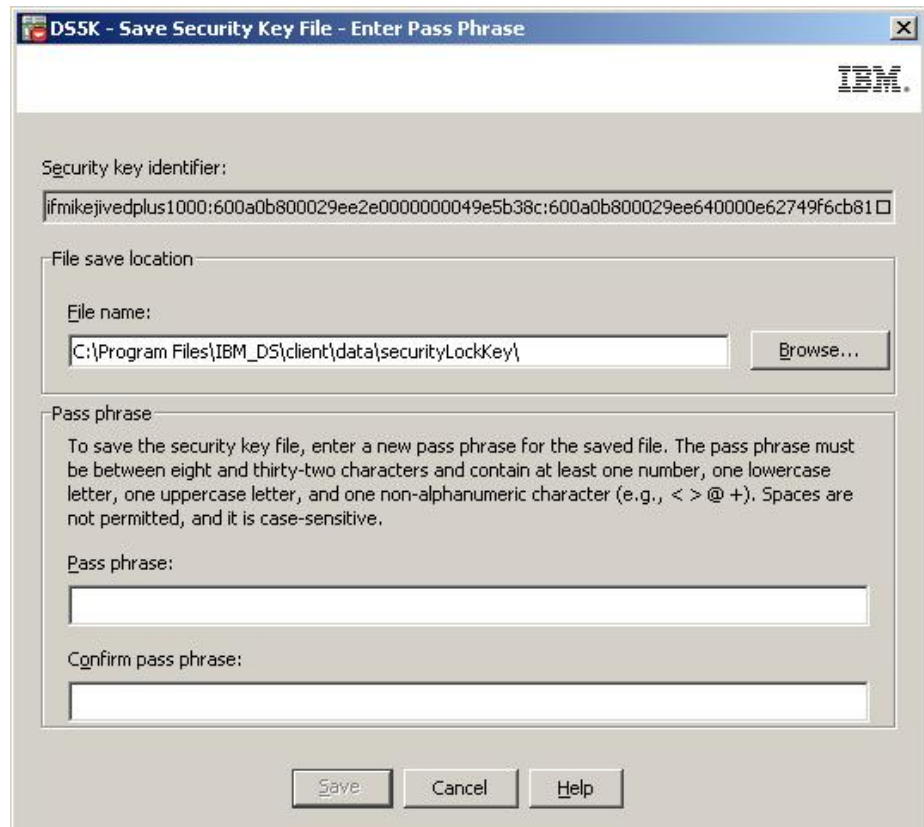 DS5K - Save Security Key File - Enter Pass Phrase
IBM.
Security key identifier:
ifmikejivedplus1000:600a0b800029ee2e0000000049e5b38c:600a0b800029ee640000e62749f6cb81□
File save location
File name:
C:\Program Files\IBM_DS\client\data\securityLockKey\
Browse...
Pass phrase
To save the security key file, enter a new pass phrase for the saved file. The pass phrase must
be between eight and thirty-two characters and contain at least one number, one lowercase
letter, one uppercase letter, and one non-alphanumeric character (e.g., < > @ +). Spaces are
not permitted, and it is case-sensitive.
Pass phrase:
Confirm pass phrase:
Save Cancel Help